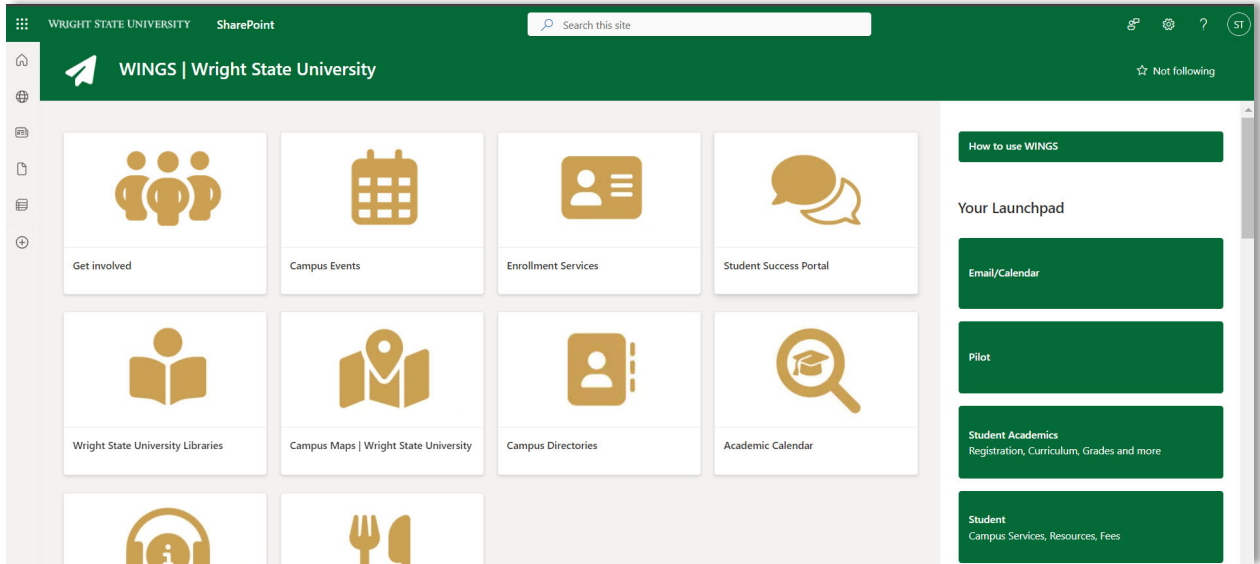 WRIGHT STATE UNIVERSITY SharePoint
Search this site
? ST
WINGS | Wright State University
Not following
Get involved
Campus Events
Enrollment Services
Student Success Portal
Wright State University Libraries
Campus Maps | Wright State University
Campus Directories
Academic Calendar
i
How to use WINGS
Your Launchpad
Email/Calendar
Pilot
Student Academics
Registration, Curriculum, Grades and more
Student
Campus Services, Resources, Fees